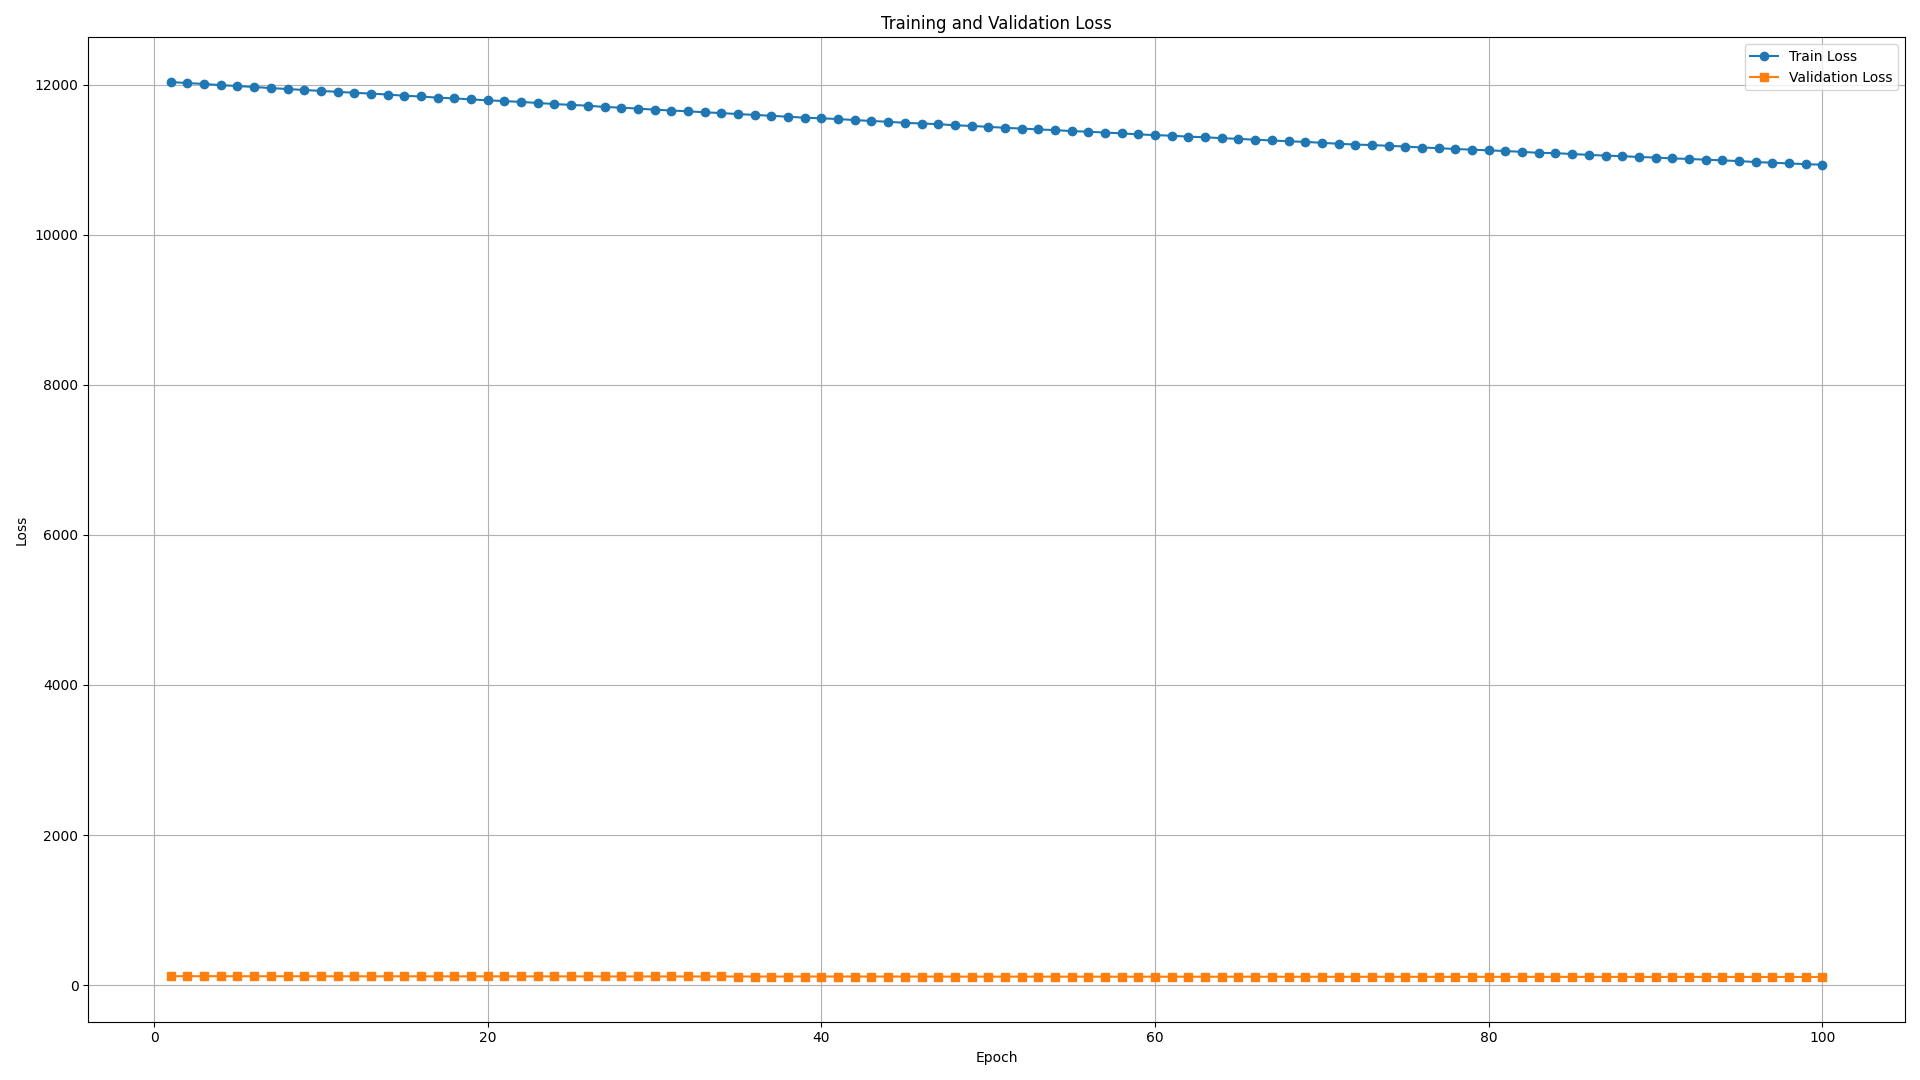 Training and Validation Loss
Train Loss
Validation Loss
12000
10000
8000
6000
4000
2000
0
Loss
0 20 40 60 80 100
Epoch